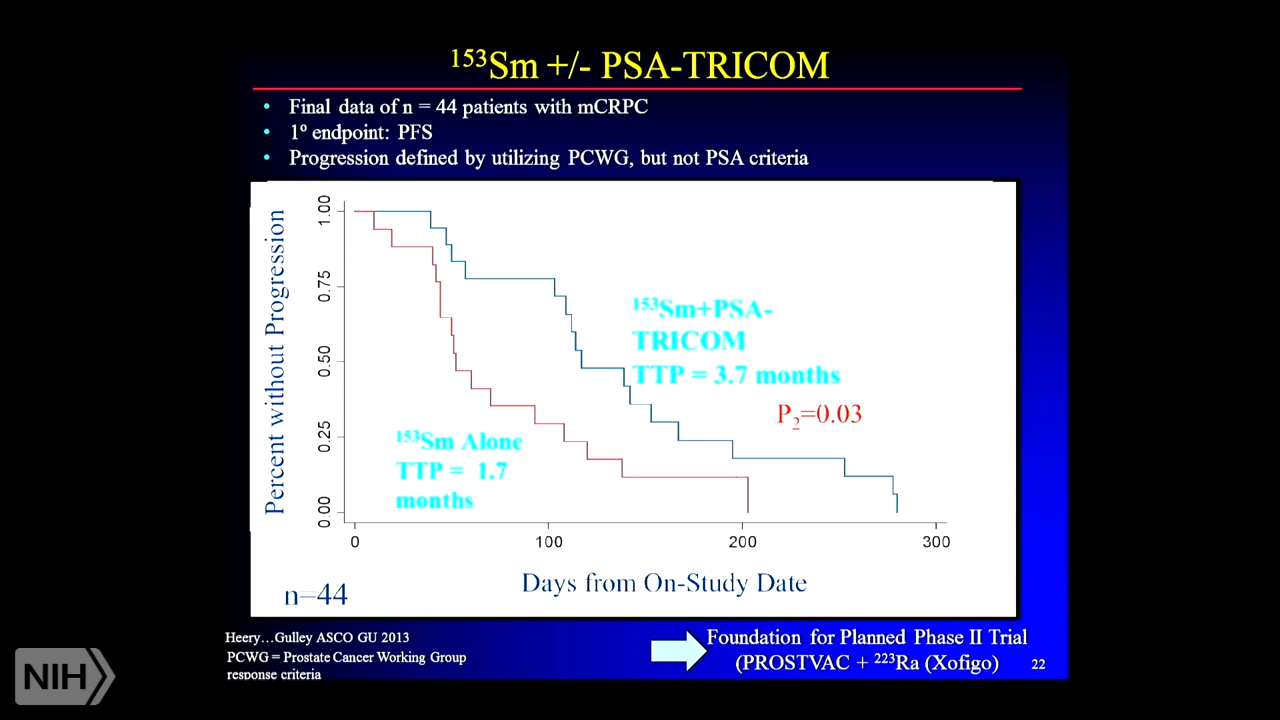 ¹⁵³Sm +/- PSA-TRICOM
• Final data of n = 44 patients with mCRPC
• 1º endpoint: PFS
• Progression defined by utilizing PCWG, but not PSA criteria
Percent without Progression
1.00
0.75
0.50
0.25
0.00
¹⁵³Sm+PSA-
TRICOM
TTP = 3.7 months
P₂=0.03
¹⁵³Sm Alone
TTP = 1.7
months
0 100 200 300
Days from On-Study Date
n=44
Heery…Gulley ASCO GU 2013
PCWG = Prostate Cancer Working Group
response criteria
Foundation for Planned Phase II Trial
(PROSTVAC + ²²³Ra (Xofigo)
22
NIH